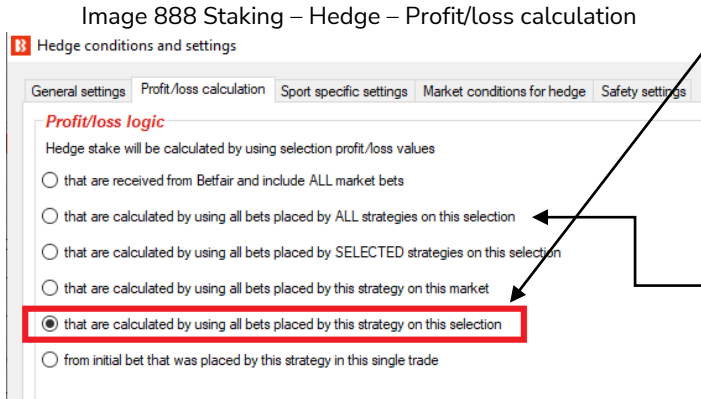 Image 888 Staking – Hedge – Profit/loss calculation
Hedge conditions and settings
General settings Profit/loss calculation Sport specific settings Market conditions for hedge Safety settings
Profit/loss logic
Hedge stake will be calculated by using selection profit/loss values
that are received from Betfair and include ALL market bets
that are calculated by using all bets placed by ALL strategies on this selection
that are calculated by using all bets placed by SELECTED strategies on this selection
that are calculated by using all bets placed by this strategy on this market
that are calculated by using all bets placed by this strategy on this selection
from initial bet that was placed by this strategy in this single trade